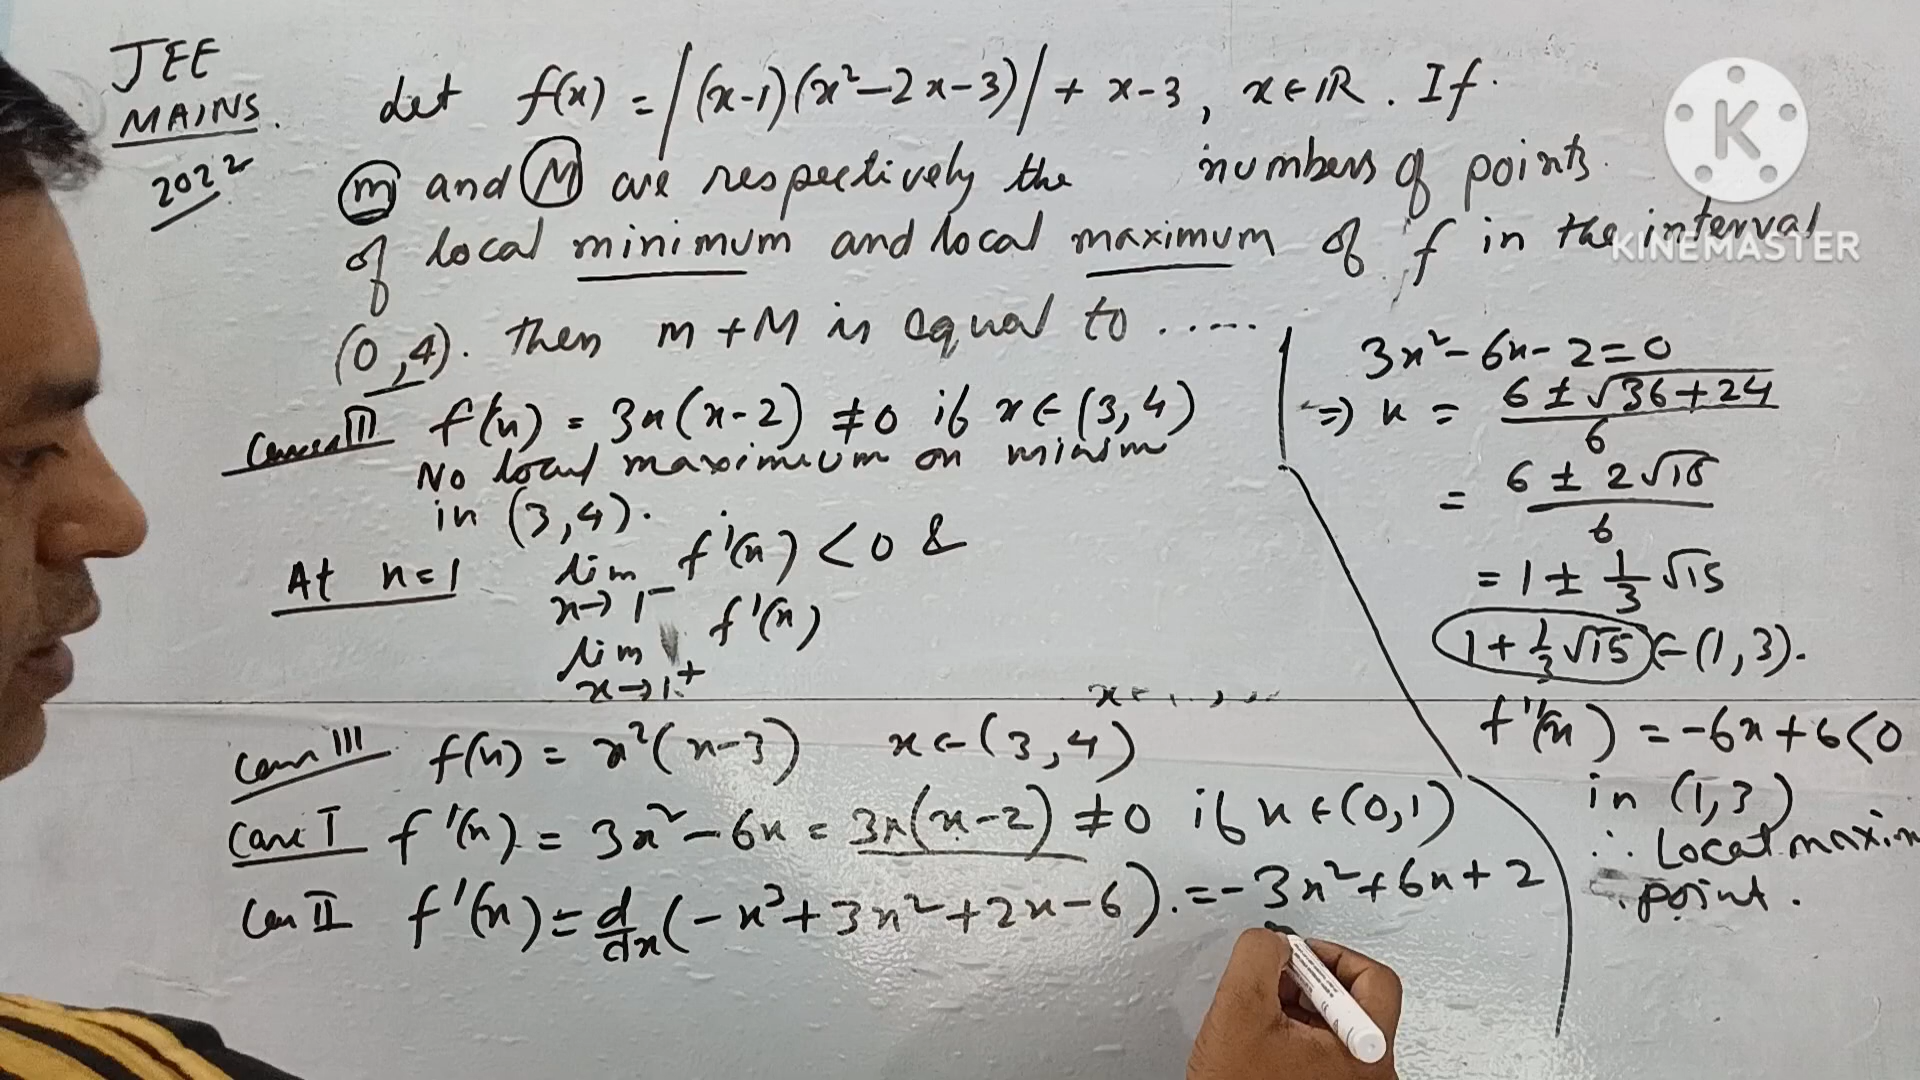 JEE
MAINS.
2022
Let f(x) = |(x-1)(x²-2x-3)| + x-3, x∈R. If
m and M are respectively the numbers of points
of local minimum and local maximum of f in the interval
(0,4). then m+M is equal to .....
III f'(x) = 3x(x-2) ≠0 if x∈(3,4)
No local maximum on minim
in (3,4).
At x=1 lim x→1⁻ f'(x) <0 &
lim x→1⁺ f'(x)
Case III f(x) = x²(x-3) x∈(3,4)
Case I f'(x) = 3x²-6x = 3x(x-2) ≠0 if x∈(0,1)
Case II f'(x) = d/dx(-x³+3x²+2x-6). = -3x²+6x+2
3x²-6x-2=0
=> x = 6±√36+24 / 6
= 6 ± 2√15 / 6
= 1 ± 1/3 √15
1+1/3√15 ∈(1,3).
f''(x) = -6x+6<0
in (1,3)
∴ Local maxim
point.
K
KINEMASTER